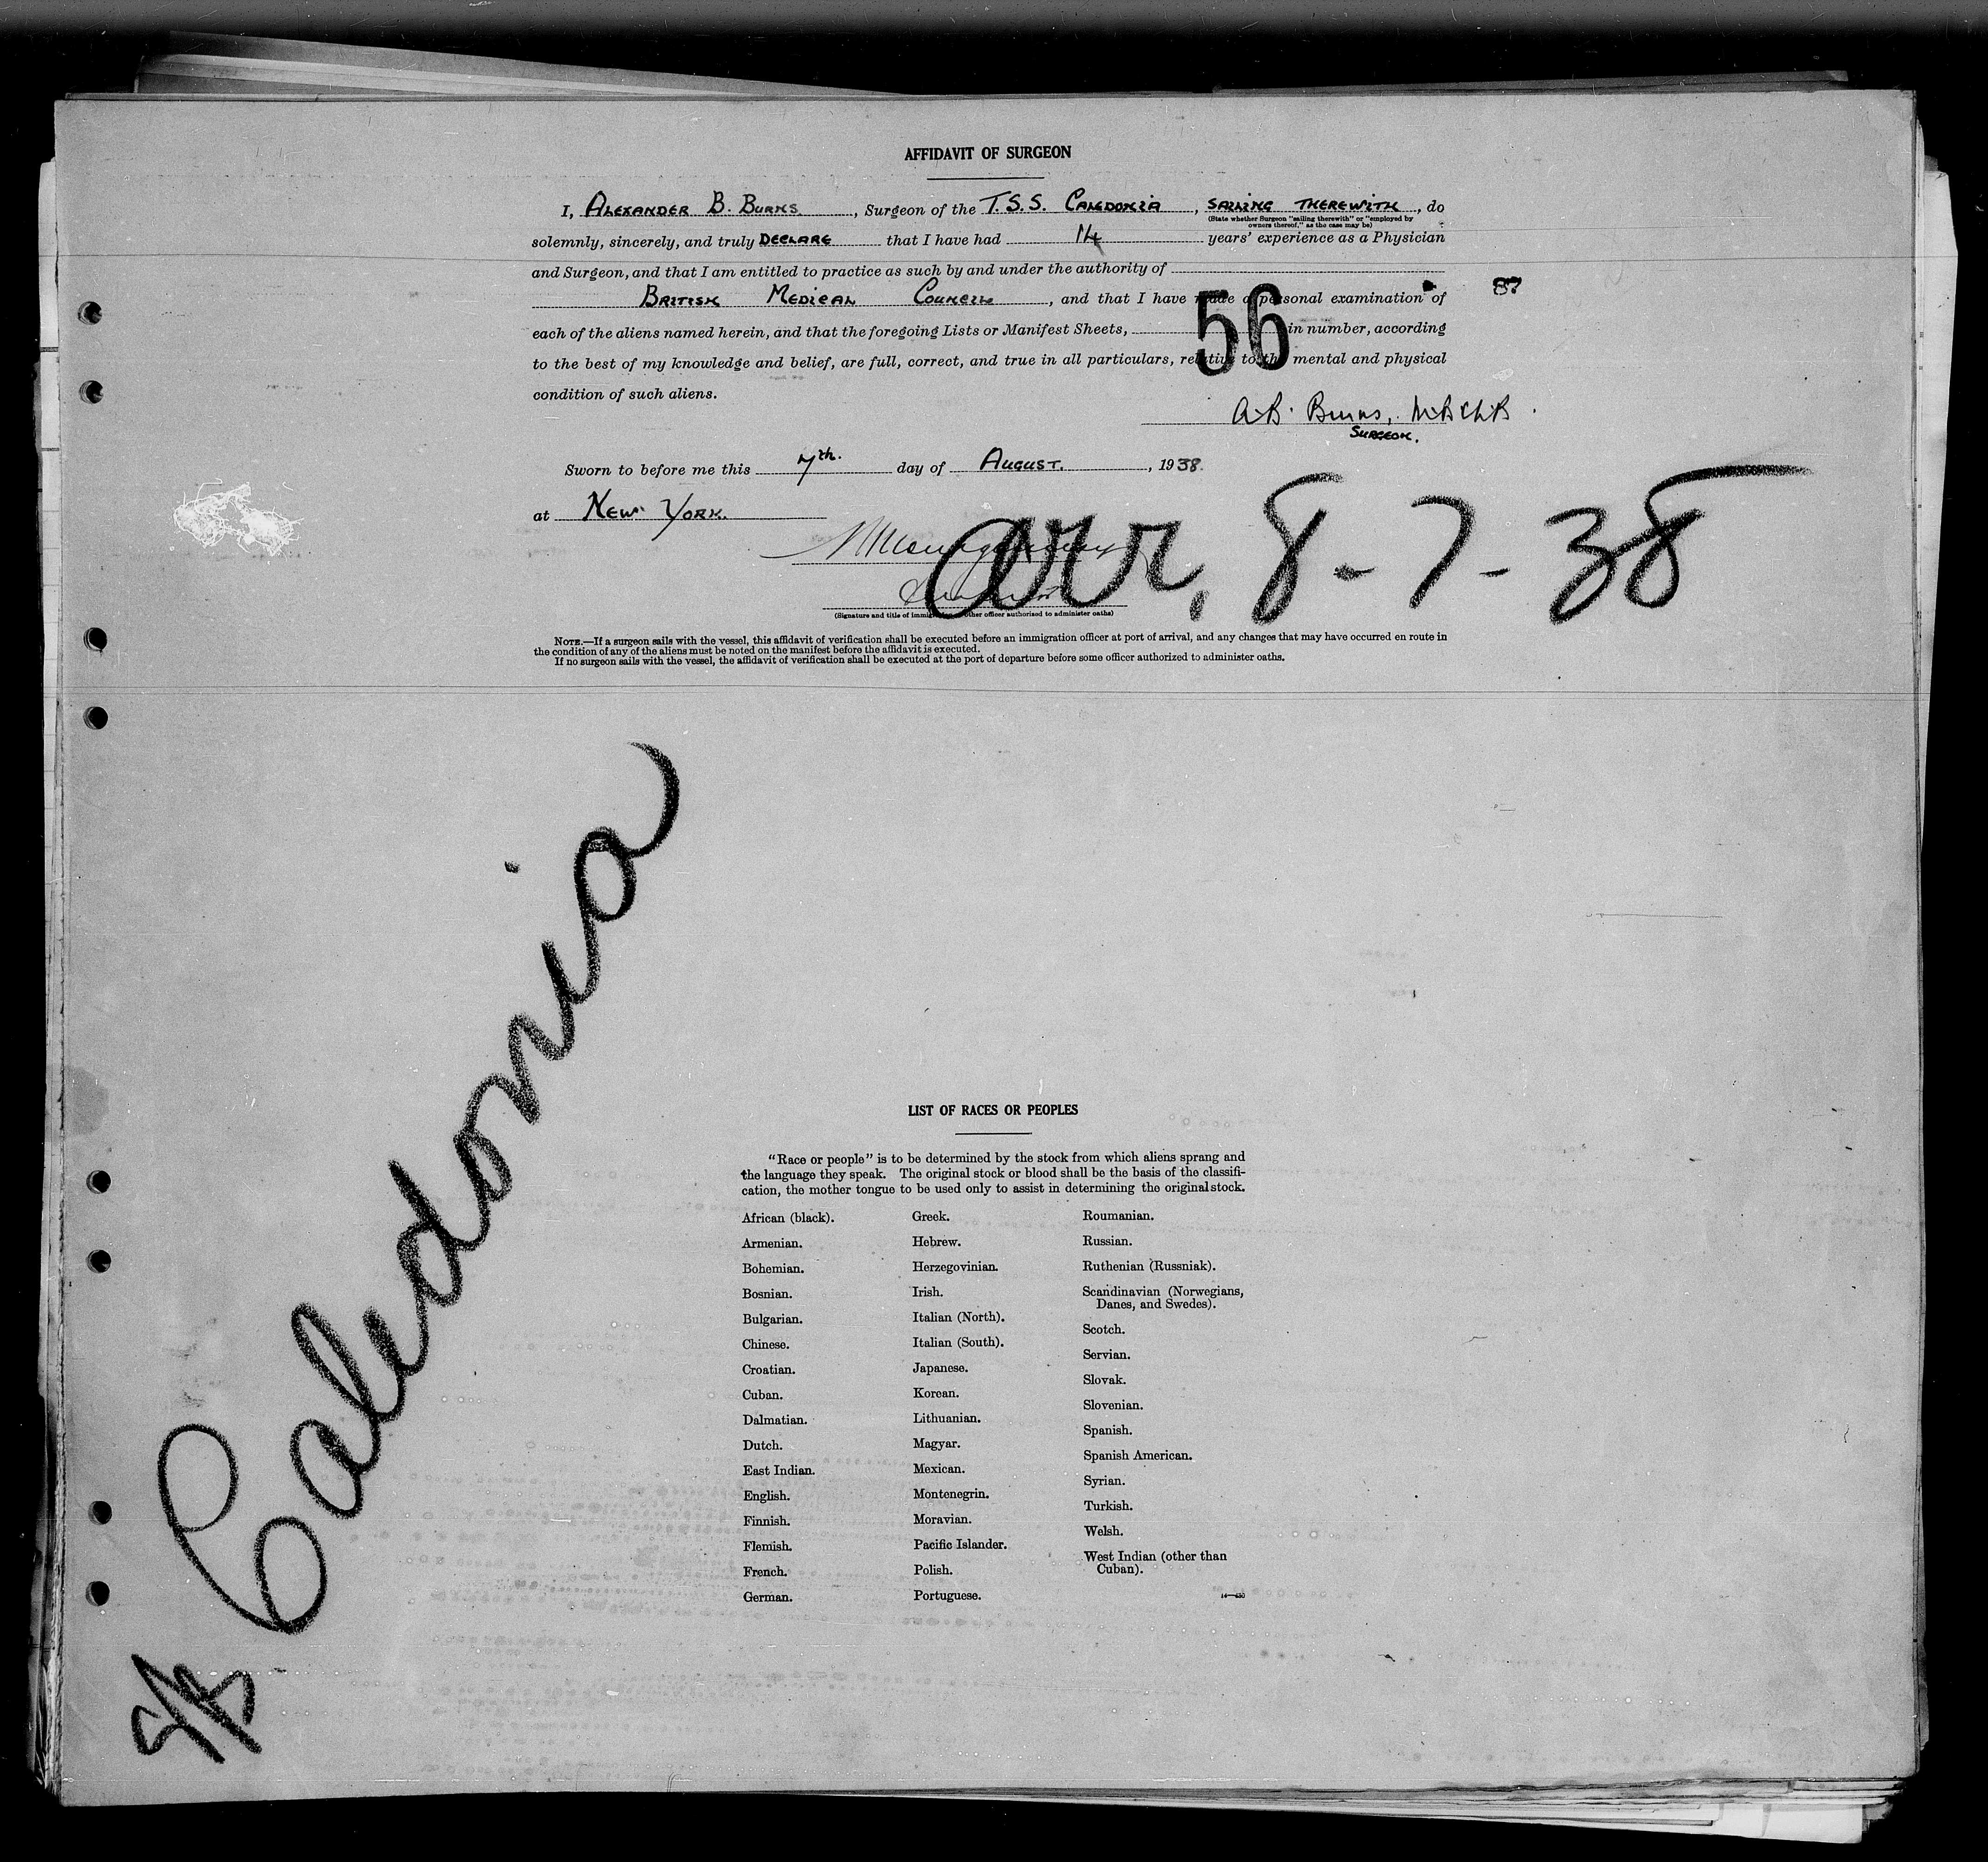 AFFIDAVIT OF SURGEON
I, ALEXANDER B. BURNS, Surgeon of the T.S.S. CALEDONIA, SAILING THEREWITH, do
(State whether Surgeon "sailing therewith" or "employed by
owners thereof," as the case may be)
solemnly, sincerely, and truly DECLARE that I have had 14 years' experience as a Physician
and Surgeon, and that I am entitled to practice as such by and under the authority of
BRITISH MEDICAL COUNCIL, and that I have made a personal examination of
87
each of the aliens named herein, and that the foregoing Lists or Manifest Sheets, in number, according
56
to the best of my knowledge and belief, are full, correct, and true in all particulars, relative to the mental and physical
condition of such aliens.
A.B. Burns, M.B. Ch.B.
SURGEON.
Sworn to before me this 7th. day of AUGUST., 1938.
at NEW YORK.
arr, 8-7-38
(Signature and title of immigration or other officer authorized to administer oaths)
NOTE.—If a surgeon sails with the vessel, this affidavit of verification shall be executed before an immigration officer at port of arrival, and any changes that may have occurred en route in
the condition of any of the aliens must be noted on the manifest before the affidavit is executed.
If no surgeon sails with the vessel, the affidavit of verification shall be executed at the port of departure before some officer authorized to administer oaths.
S/S Caledonia
LIST OF RACES OR PEOPLES
"Race or people" is to be determined by the stock from which aliens sprang and
the language they speak. The original stock or blood shall be the basis of the classifi-
cation, the mother tongue to be used only to assist in determining the original stock.
African (black).
Armenian.
Bohemian.
Bosnian.
Bulgarian.
Chinese.
Croatian.
Cuban.
Dalmatian.
Dutch.
East Indian.
English.
Finnish.
Flemish.
French.
German.
Greek.
Hebrew.
Herzegovinian.
Irish.
Italian (North).
Italian (South).
Japanese.
Korean.
Lithuanian.
Magyar.
Mexican.
Montenegrin.
Moravian.
Pacific Islander.
Polish.
Portuguese.
Roumanian.
Russian.
Ruthenian (Russniak).
Scandinavian (Norwegians,
Danes, and Swedes).
Scotch.
Servian.
Slovak.
Slovenian.
Spanish.
Spanish American.
Syrian.
Turkish.
Welsh.
West Indian (other than
Cuban).